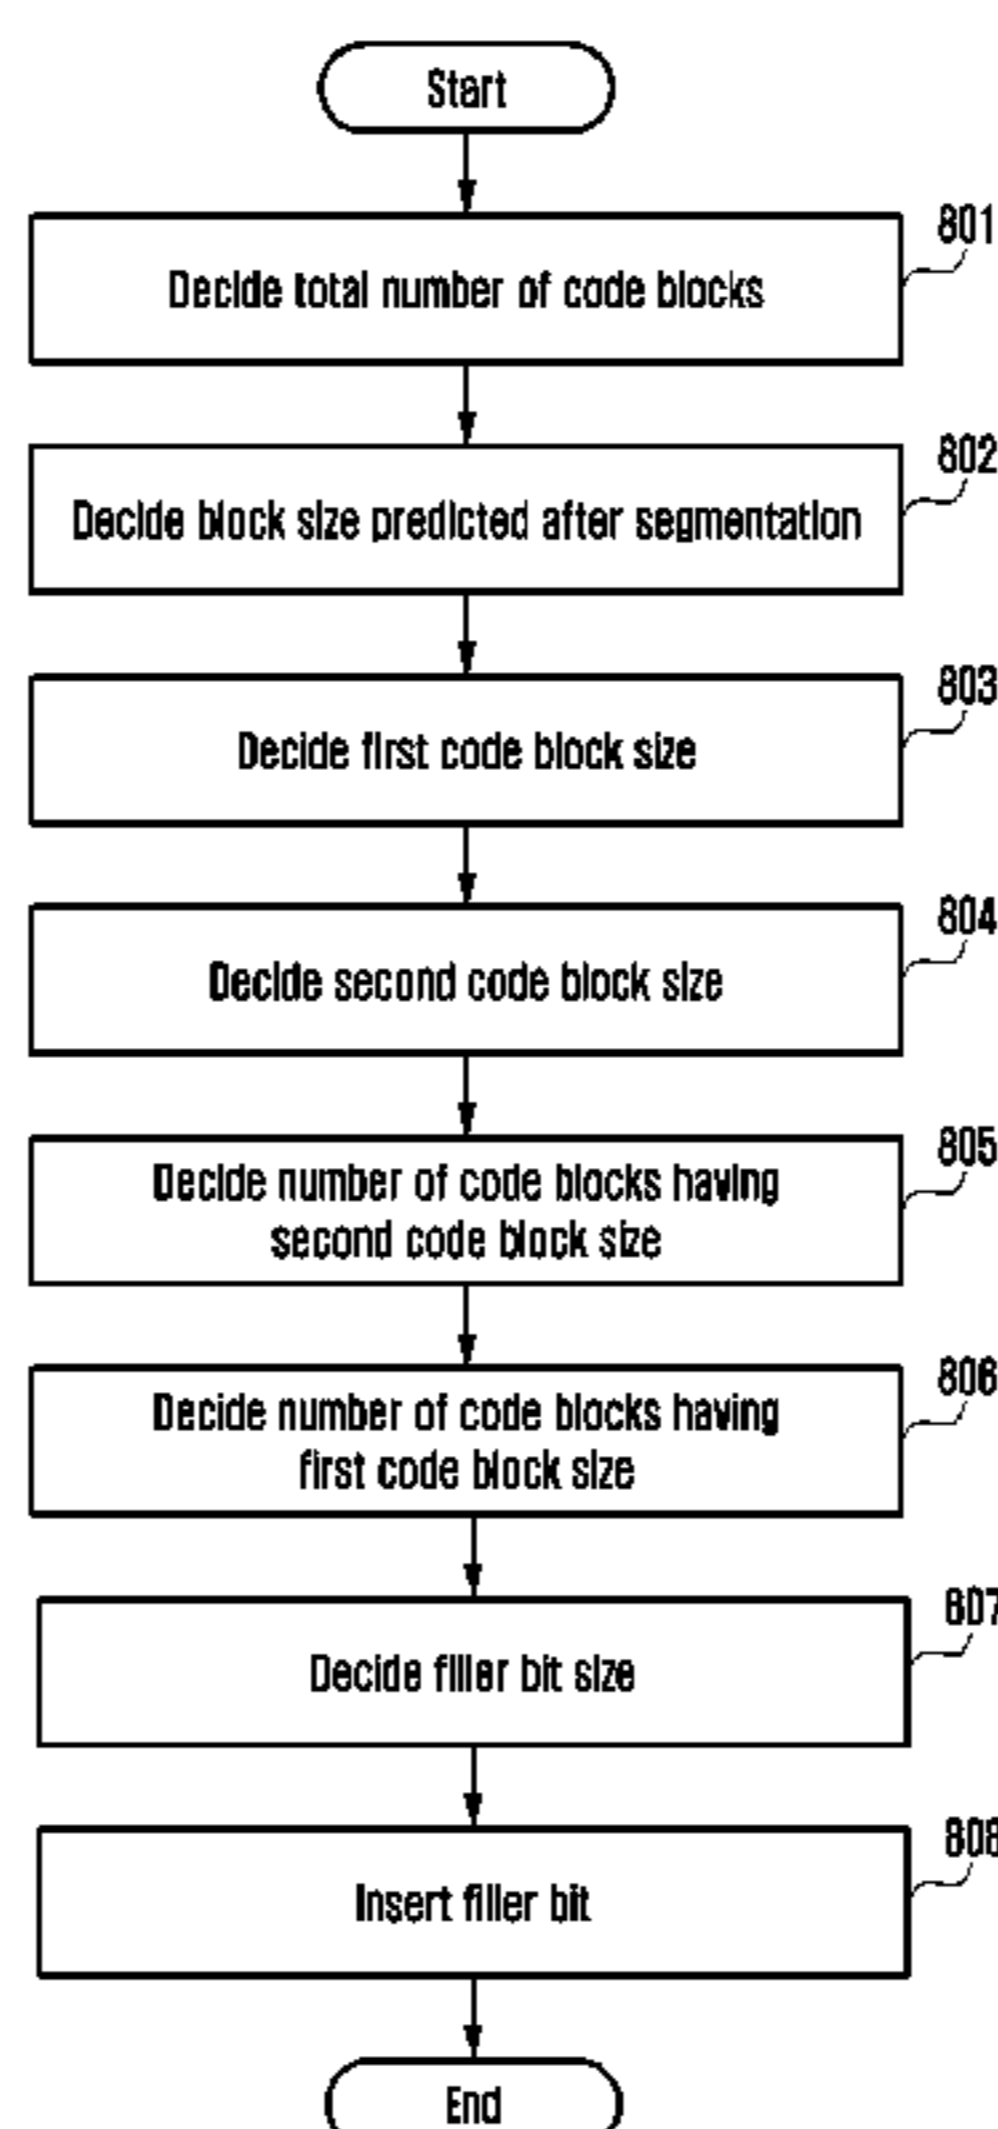 Start
801
Decide total number of code blocks
802
Decide block size predicted after segmentation
803
Decide first code block size
804
Decide second code block size
805
Decide number of code blocks having
second code block size
806
Decide number of code blocks having
first code block size
807
Decide filler bit size
808
Insert filler bit
End